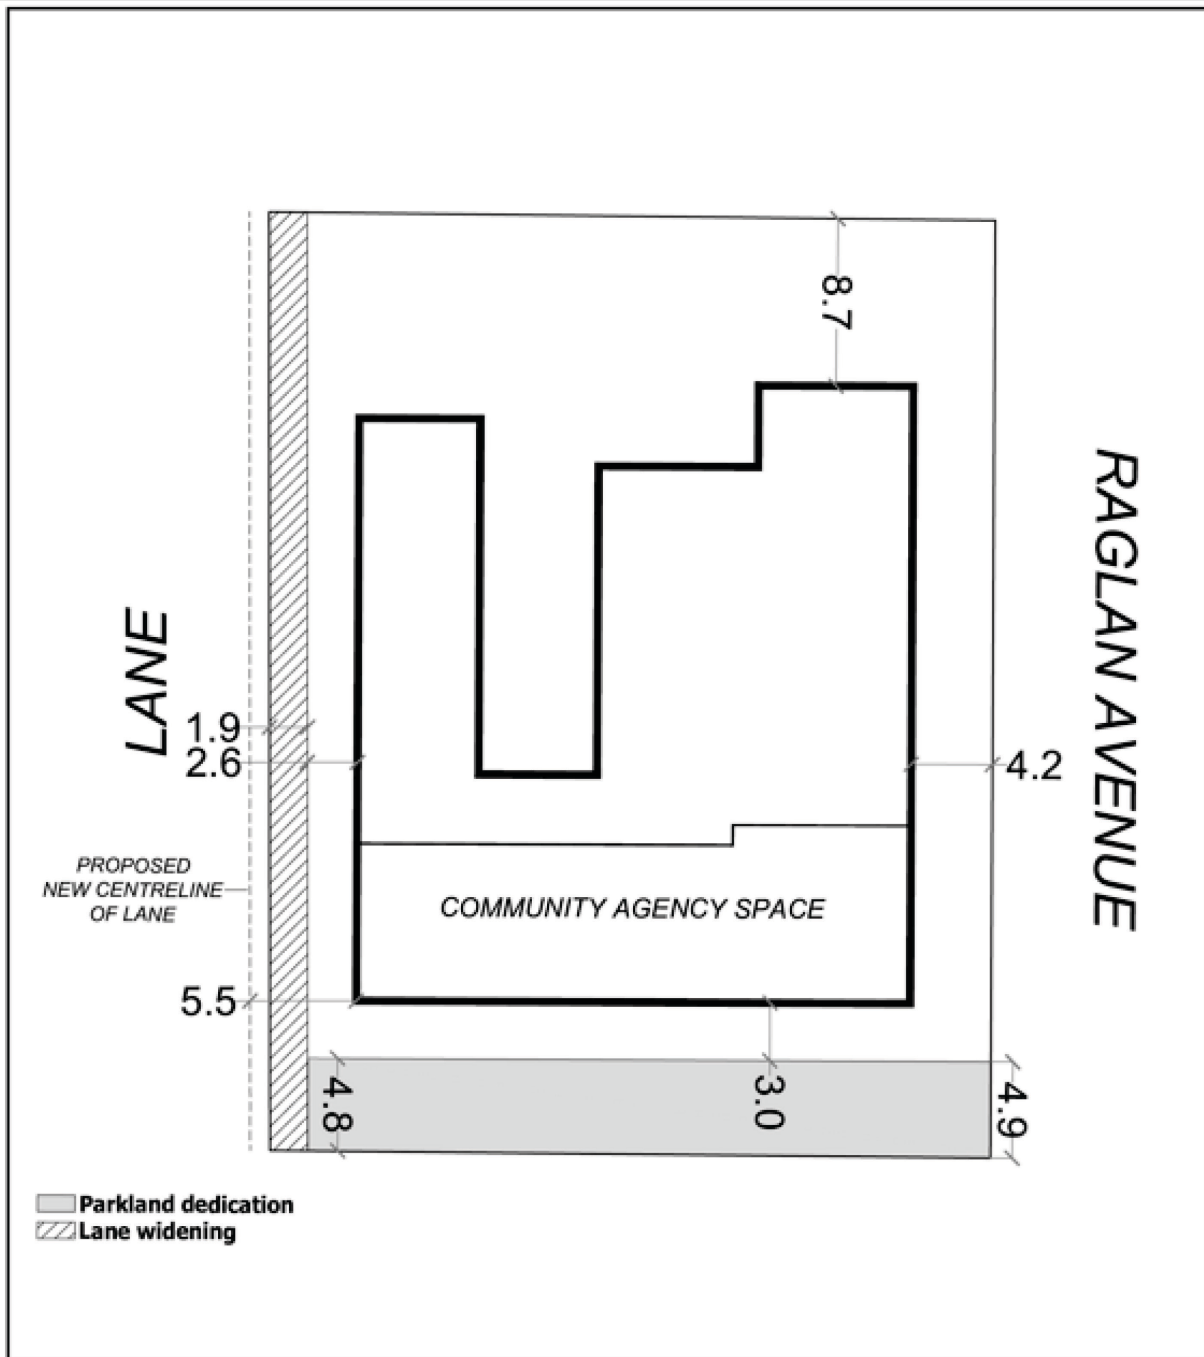 8.7
RAGLAN AVENUE
LANE
1.9
2.6
4.2
PROPOSED
NEW CENTRELINE
OF LANE
COMMUNITY AGENCY SPACE
5.5
4.8
3.0
4.9
Parkland dedication
Lane widening